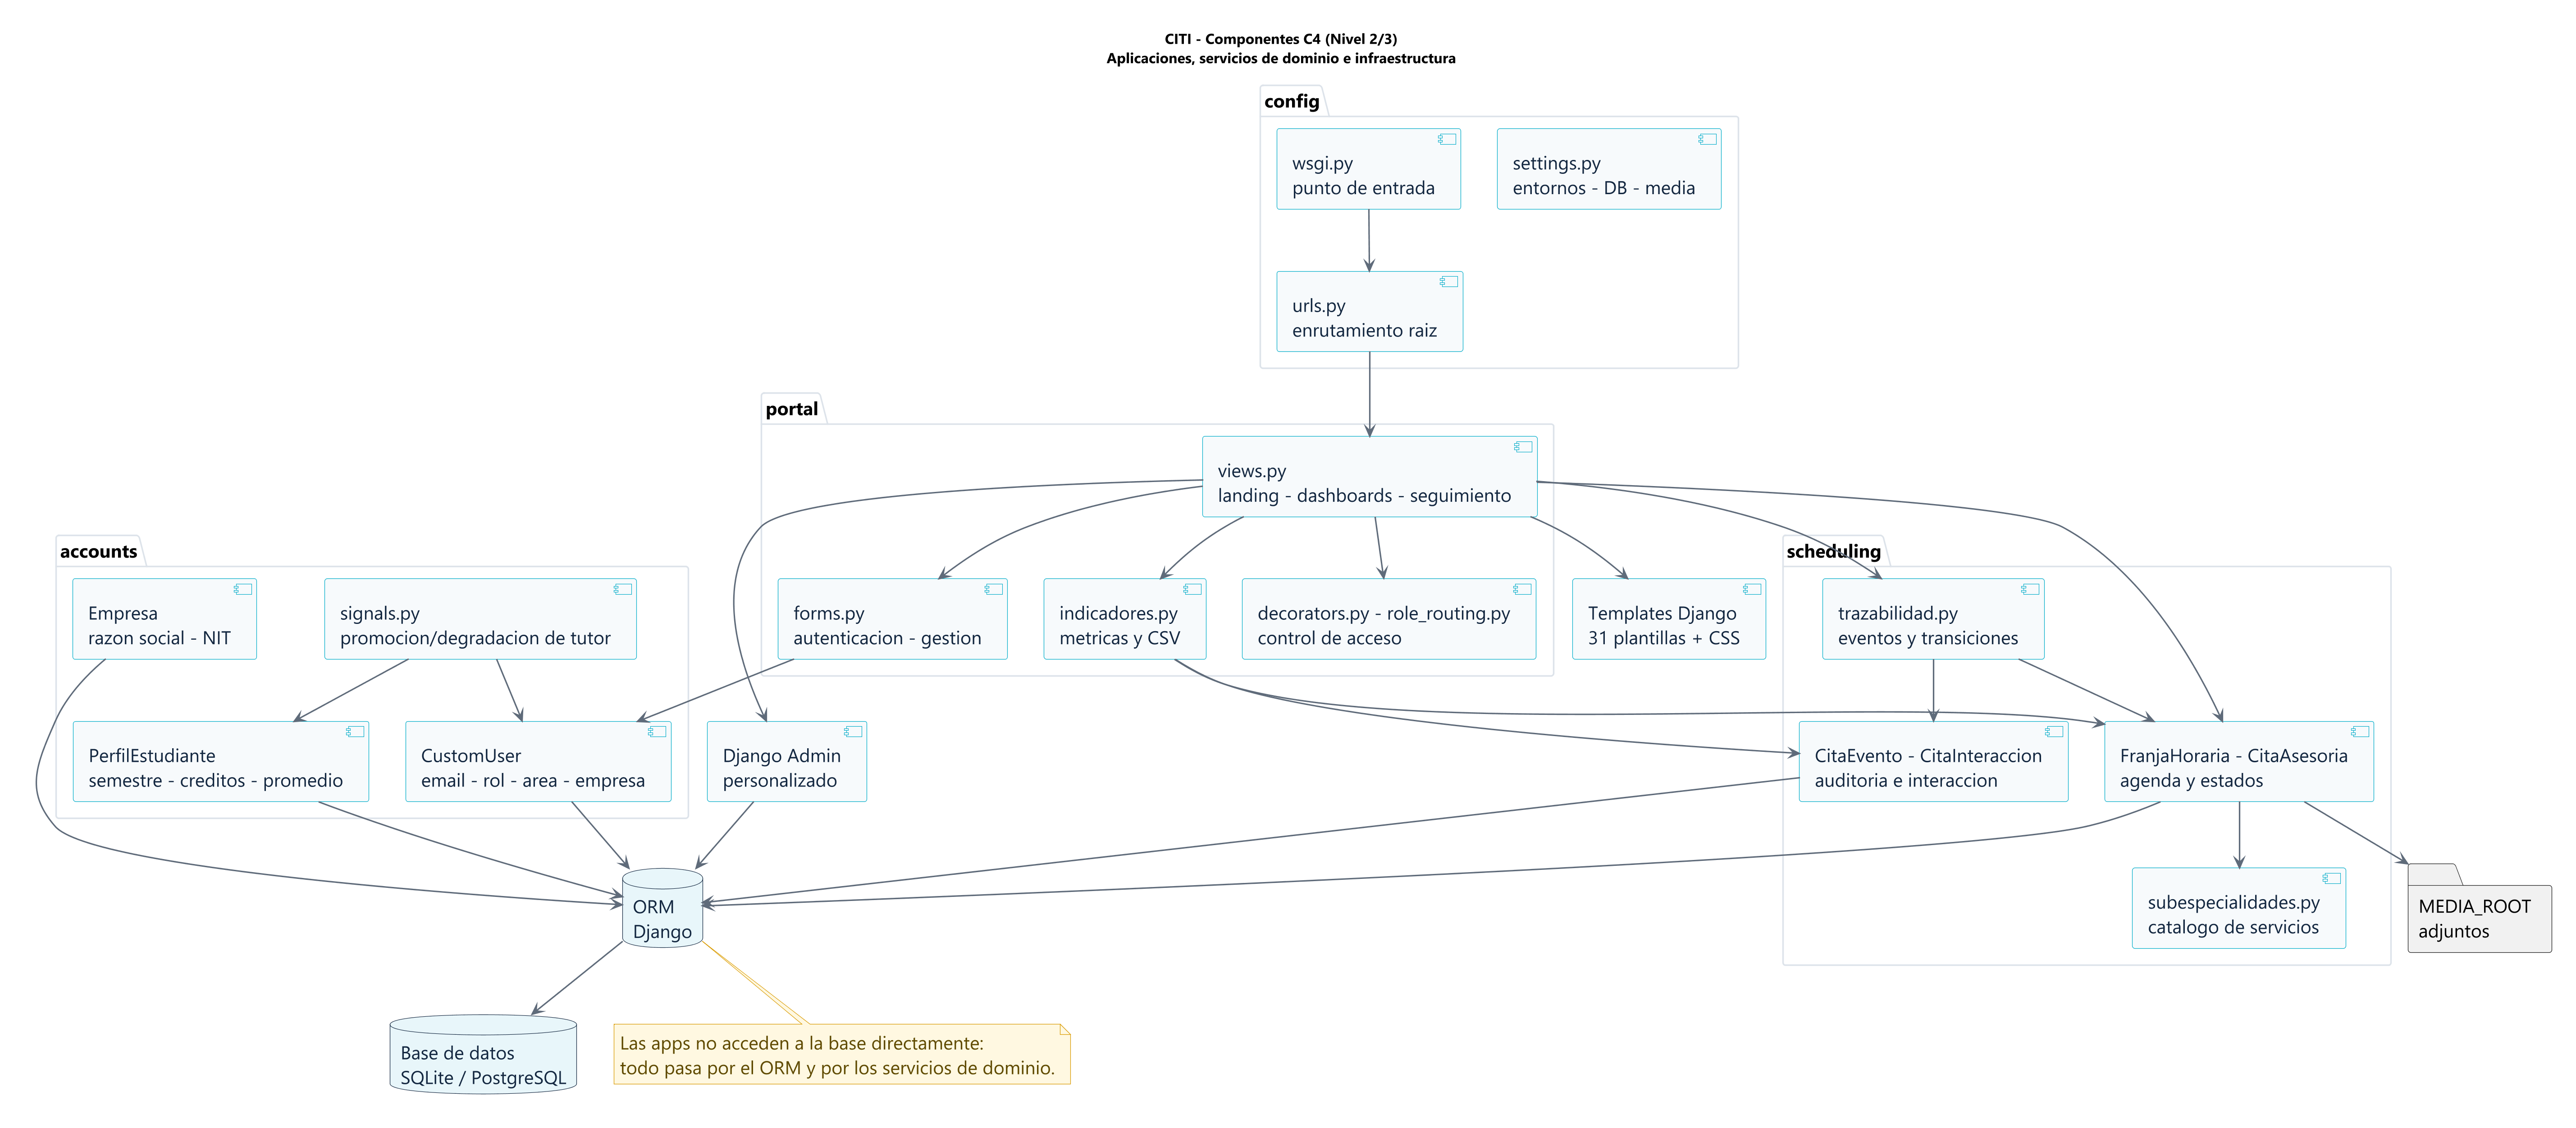 CITI - Componentes C4 (Nivel 2/3)
Aplicaciones, servicios de dominio e infraestructura
config
wsgi.py
punto de entrada
settings.py
entornos - DB - media
urls.py
enrutamiento raiz
portal
views.py
landing - dashboards - seguimiento
forms.py
autenticacion - gestion
indicadores.py
metricas y CSV
decorators.py - role_routing.py
control de acceso
Templates Django
31 plantillas + CSS
accounts
Empresa
razon social - NIT
signals.py
promocion/degradacion de tutor
PerfilEstudiante
semestre - creditos - promedio
CustomUser
email - rol - area - empresa
Django Admin
personalizado
scheduling
trazabilidad.py
eventos y transiciones
CitaEvento - CitaInteraccion
auditoria e interaccion
FranjaHoraria - CitaAsesoria
agenda y estados
subespecialidades.py
catalogo de servicios
MEDIA_ROOT
adjuntos
ORM
Django
Base de datos
SQLite / PostgreSQL
Las apps no acceden a la base directamente:
todo pasa por el ORM y por los servicios de dominio.